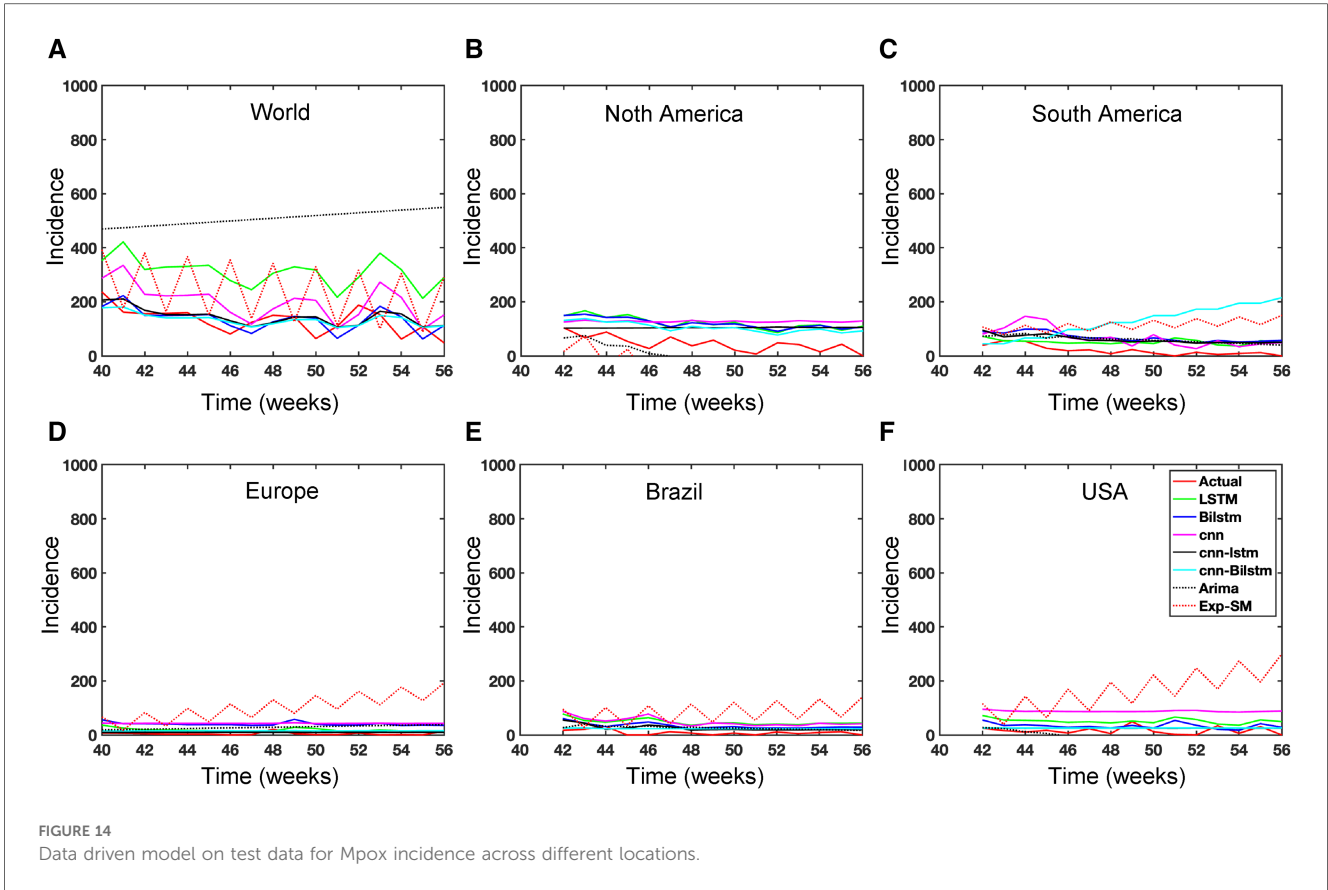 A
B
C
World
Noth America
South America
1000
800
600
400
200
0
Incidence
40 42 44 46 48 50 52 54 56
Time (weeks)
1000
800
600
400
200
0
Incidence
40 42 44 46 48 50 52 54 56
Time (weeks)
1000
800
600
400
200
0
Incidence
40 42 44 46 48 50 52 54 56
Time (weeks)
D
E
F
Europe
Brazil
USA
1000
800
600
400
200
0
Incidence
40 42 44 46 48 50 52 54 56
Time (weeks)
1000
800
600
400
200
0
Incidence
40 42 44 46 48 50 52 54 56
Time (weeks)
1000
800
600
400
200
0
Incidence
40 42 44 46 48 50 52 54 56
Time (weeks)
Actual
LSTM
Bilstm
cnn
cnn-lstm
cnn-Bilstm
Arima
Exp-SM
FIGURE 14
Data driven model on test data for Mpox incidence across different locations.